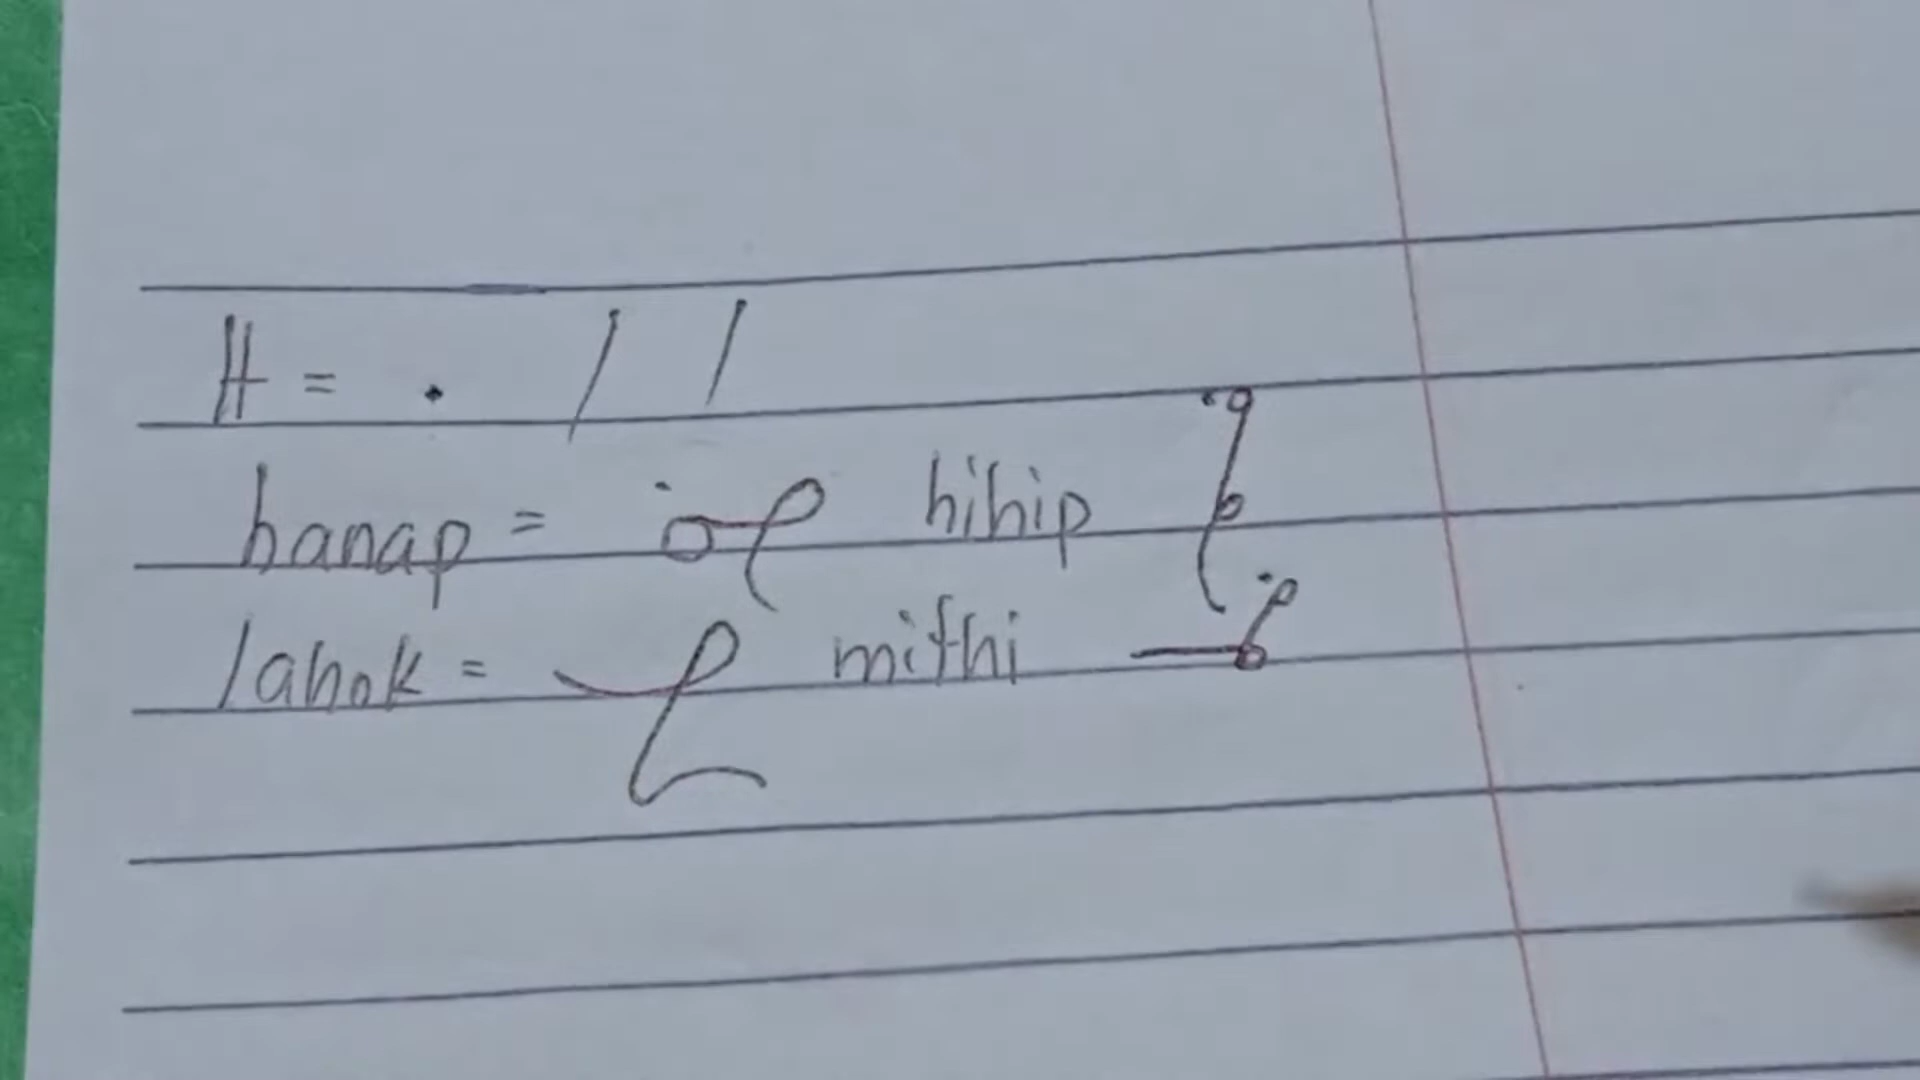 H = . / /
hanap = hihip
lahok = mithi